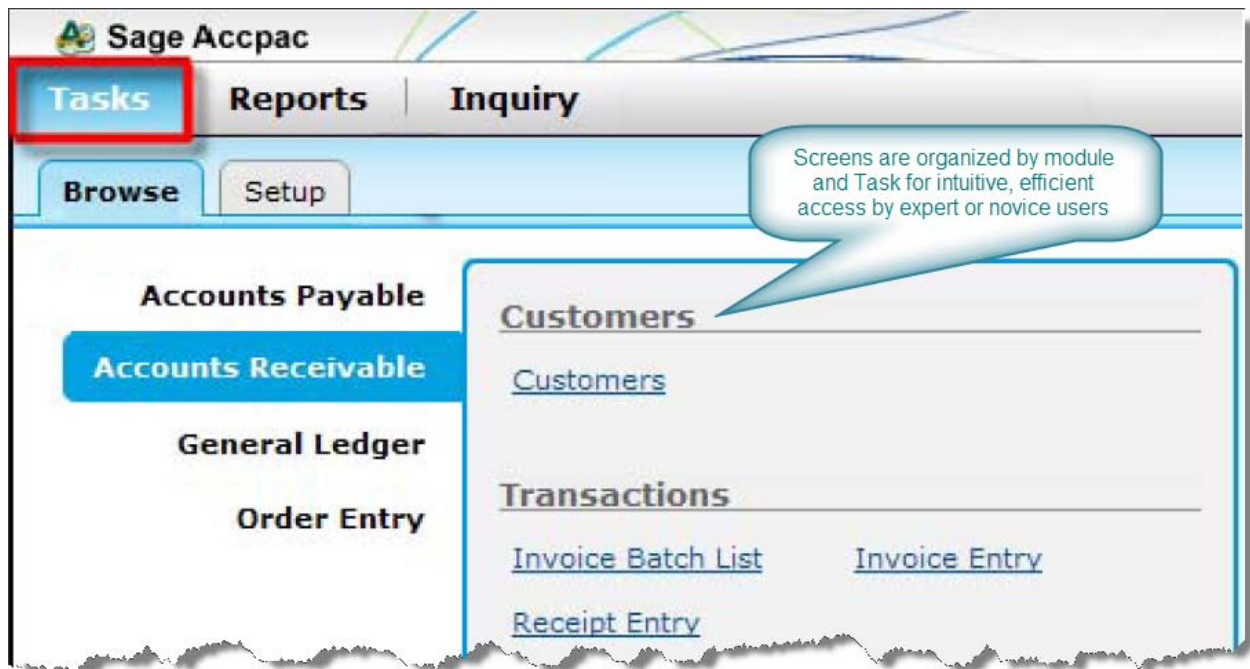 Sage Accpac
Tasks Reports Inquiry
Browse Setup
Screens are organized by module
and Task for intuitive, efficient
access by expert or novice users
Accounts Payable
Accounts Receivable
General Ledger
Order Entry
Customers
Customers
Transactions
Invoice Batch List Invoice Entry
Receipt Entry